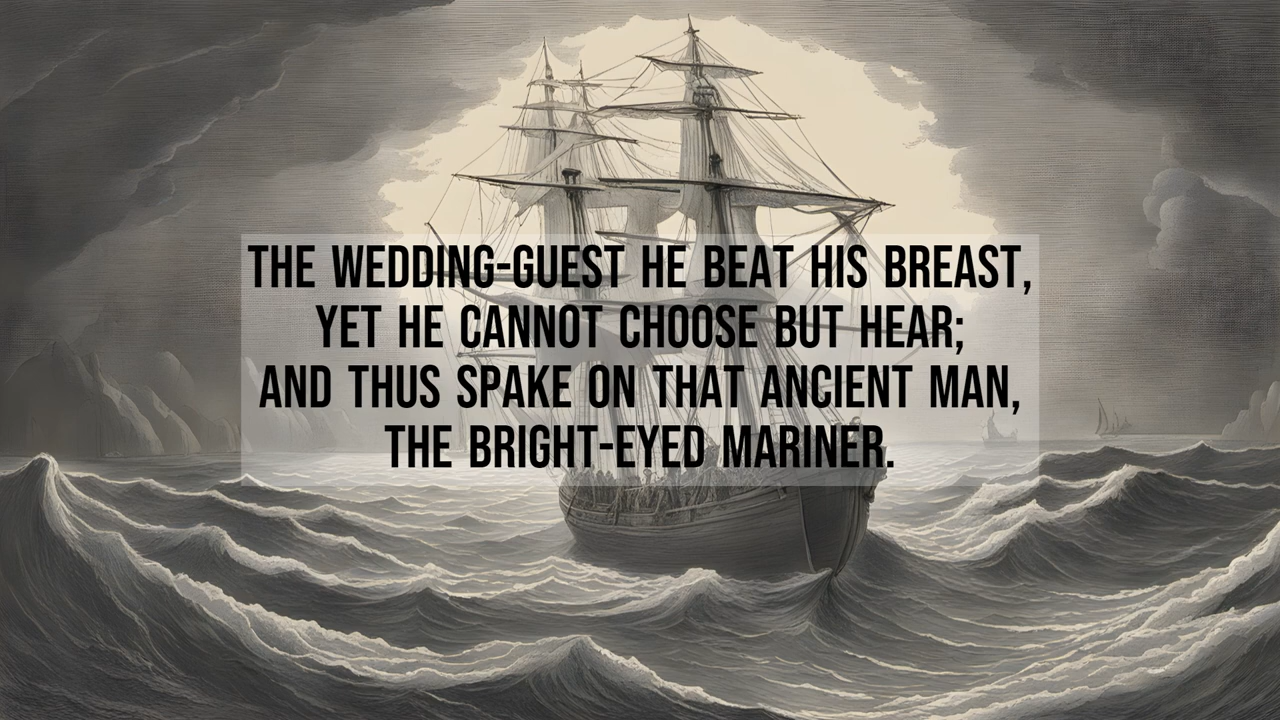 THE WEDDING-GUEST HE BEAT HIS BREAST,
YET HE CANNOT CHOOSE BUT HEAR;
AND THUS SPAKE ON THAT ANCIENT MAN,
THE BRIGHT-EYED MARINER.